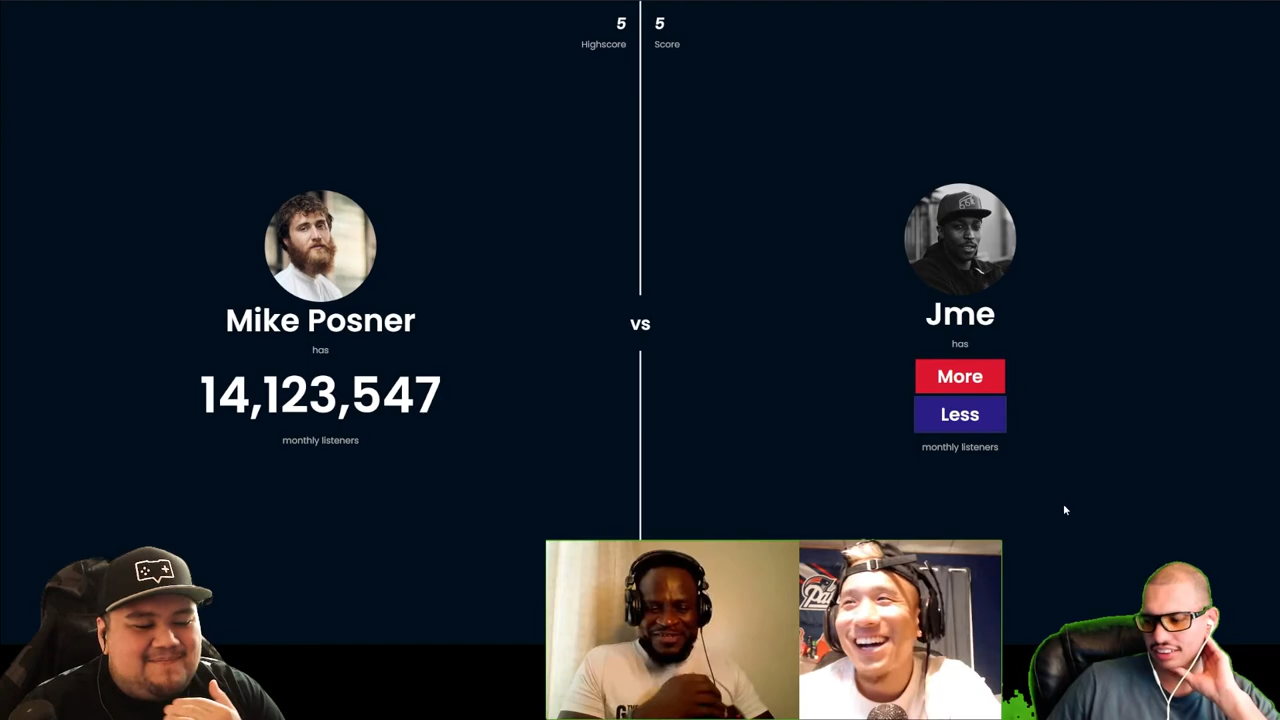 5
Highscore
5
Score
Mike Posner
has
14,123,547
monthly listeners
vs
Jme
has
More
Less
monthly listeners